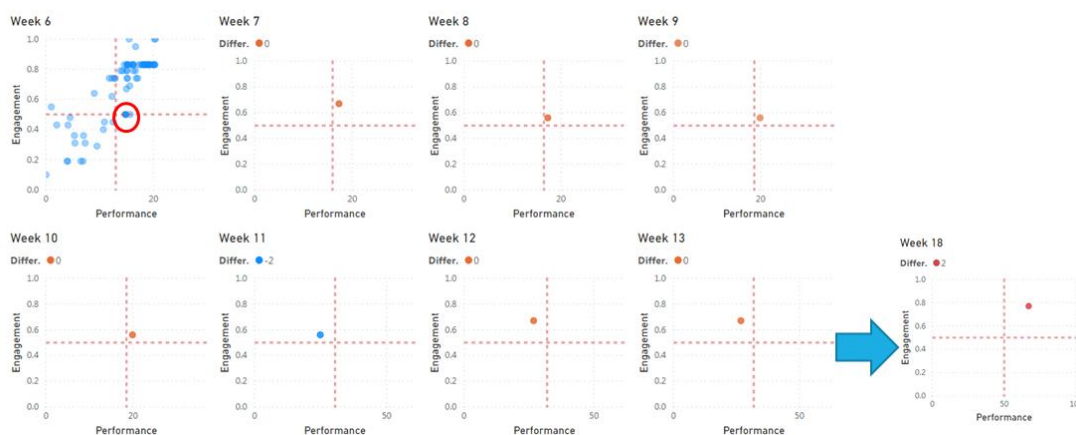 Week 6
Engagement
1.0
0.8
0.6
0.4
0.2
0.0
0
20
Performance
Week 7
Differ. 0
Engagement
1.0
0.8
0.6
0.4
0.2
0.0
0
20
Performance
Week 8
Differ. 0
Engagement
1.0
0.8
0.6
0.4
0.2
0.0
0
20
Performance
Week 9
Differ. 0
Engagement
1.0
0.8
0.6
0.4
0.2
0.0
0
20
Performance
Week 10
Differ. 0
Engagement
1.0
0.8
0.6
0.4
0.2
0.0
0
20
Performance
Week 11
Differ. -2
Engagement
1.0
0.8
0.6
0.4
0.2
0.0
0
50
Performance
Week 12
Differ. 0
Engagement
1.0
0.8
0.6
0.4
0.2
0.0
0
50
Performance
Week 13
Differ. 0
Engagement
1.0
0.8
0.6
0.4
0.2
0.0
0
50
Performance
Week 18
Differ. 2
Engagement
1.0
0.8
0.6
0.4
0.2
0.0
0
50
Performance